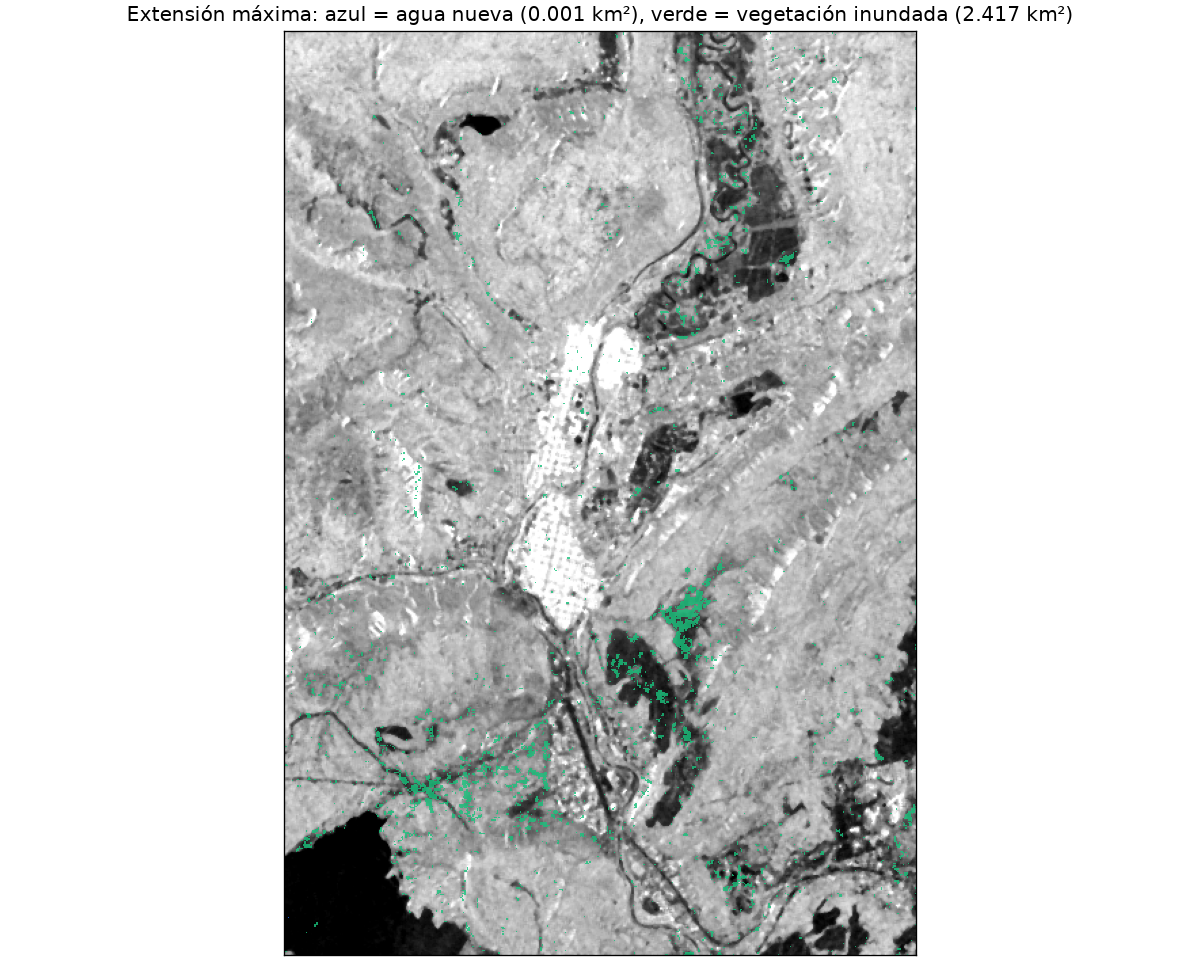 Extensión máxima: azul = agua nueva (0.001 km²), verde = vegetación inundada (2.417 km²)